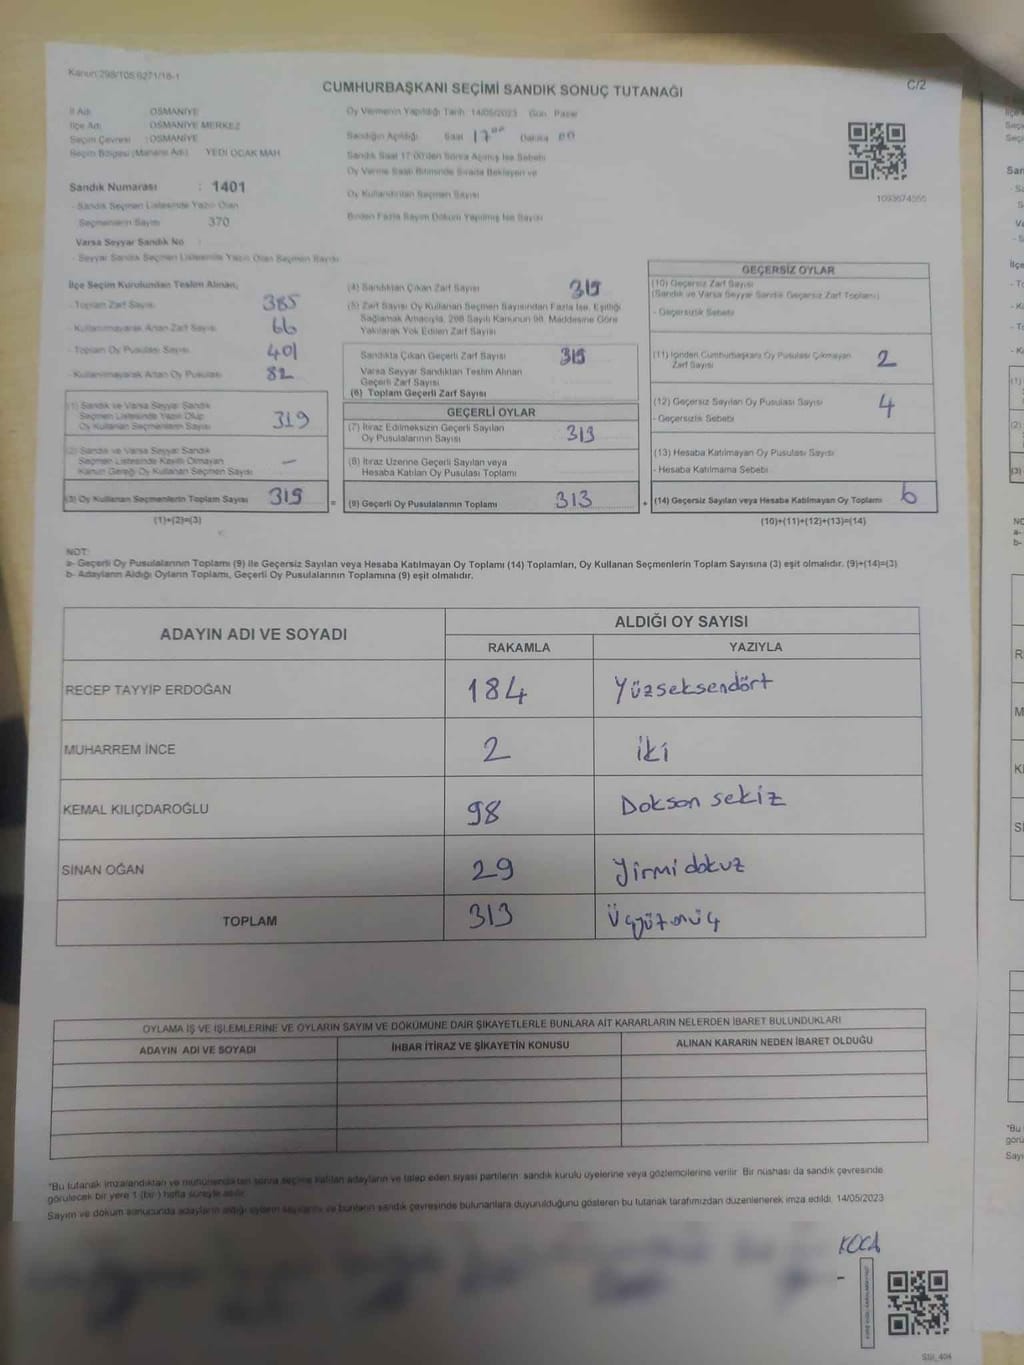 Kanun:298/105 6271/18-1
CUMHURBAŞKANI SEÇİMİ SANDIK SONUÇ TUTANAĞI
C/2
İl Adı: OSMANİYE
İlçe Adı: OSMANİYE MERKEZ
Seçim Çevresi : OSMANİYE
Seçim Bölgesi (Mahalle Adı) YEDİ OCAK MAH
Oy Vermenin Yapıldığı Tarih 14/05/2023 Gün Pazar
Sandığın Açıldığı Saat 17 00 Dakika 00
Sandık Saat 17 00'den Sonra Açılmış İse Sebebi
Oy Verme Saati Bitiminde Sırada Bekleyen ve
Oy Kullandırılan Seçmen Sayısı
Birden Fazla Sayım Döküm Yapılmış İse Sayısı
1093674555
Sandık Numarası : 1401
- Sandık Seçmen Listesinde Yazılı Olan
Seçmenlerin Sayısı 370
Varsa Seyyar Sandık No
- Seyyar Sandık Seçmen Listesinde Yazılı Olan Seçmen Sayısı
İlçe Seçim Kurulundan Teslim Alınan,
- Toplam Zarf Sayısı 385
- Kullanılmayarak Artan Zarf Sayısı 66
- Toplam Oy Pusulası Sayısı 401
- Kullanılmayarak Artan Oy Pusulası 82
(1) Sandık ve Varsa Seyyar Sandık
Seçmen Listesinde Yazılı Olup
Oy Kullanan Seçmenlerin Sayısı 319
(2) Sandık ve Varsa Seyyar Sandık
Seçmen Listesinde Kayıtlı Olmayan
Kanun Gereği Oy Kullanan Seçmen Sayısı –
(3) Oy Kullanan Seçmenlerin Toplam Sayısı 319
(1)+(2)=(3)
(4) Sandıktan Çıkan Zarf Sayısı 319
(5) Zarf Sayısı Oy Kullanan Seçmen Sayısından Fazla İse, Eşitliği
Sağlamak Amacıyla, 298 Sayılı Kanunun 98. Maddesine Göre
Yakılarak Yok Edilen Zarf Sayısı
Sandıkta Çıkan Geçerli Zarf Sayısı 319
Varsa Seyyar Sandıktan Teslim Alınan
Geçerli Zarf Sayısı
(6) Toplam Geçerli Zarf Sayısı
GEÇERLİ OYLAR
(7) İtiraz Edilmeksizin Geçerli Sayılan
Oy Pusulalarının Sayısı 313
(8) İtiraz Üzerine Geçerli Sayılan veya
Hesaba Katılan Oy Pusulası Toplamı
= (9) Geçerli Oy Pusulalarının Toplamı 313 +
GEÇERSİZ OYLAR
(10) Geçersiz Zarf Sayısı
(Sandık ve Varsa Seyyar Sandık Geçersiz Zarf Toplamı)
- Geçersizlik Sebebi
(11) İçinden Cumhurbaşkanı Oy Pusulası Çıkmayan
Zarf Sayısı 2
(12) Geçersiz Sayılan Oy Pusulası Sayısı 4
- Geçersizlik Sebebi
(13) Hesaba Katılmayan Oy Pusulası Sayısı
- Hesaba Katılmama Sebebi
(14) Geçersiz Sayılan veya Hesaba Katılmayan Oy Toplamı 6
(10)+(11)+(12)+(13)=(14)
NOT:
a- Geçerli Oy Pusulalarının Toplamı (9) ile Geçersiz Sayılan veya Hesaba Katılmayan Oy Toplamı (14) Toplamları, Oy Kullanan Seçmenlerin Toplam Sayısına (3) eşit olmalıdır. (9)+(14)=(3)
b- Adayların Aldığı Oyların Toplamı, Geçerli Oy Pusulalarının Toplamına (9) eşit olmalıdır.
ADAYIN ADI VE SOYADI
ALDIĞI OY SAYISI
RAKAMLA YAZIYLA
RECEP TAYYİP ERDOĞAN 184 Yüzseksendört
MUHARREM İNCE 2 iki
KEMAL KILIÇDAROĞLU 98 Doksan sekiz
SİNAN OĞAN 29 Yirmi dokuz
TOPLAM 313 Üçyüzonüç
OYLAMA İŞ VE İŞLEMLERİNE VE OYLARIN SAYIM VE DÖKÜMÜNE DAİR ŞİKAYETLERLE BUNLARA AİT KARARLARIN NELERDEN İBARET BULUNDUKLARI
ADAYIN ADI VE SOYADI İHBAR İTİRAZ VE ŞİKAYETİN KONUSU ALINAN KARARIN NEDEN İBARET OLDUĞU
*Bu tutanak imzalandıktan ve mühürlendikten sonra seçime katılan adayların ve talep eden siyasi partilerin sandık kurulu üyelerine veya gözlemcilerine verilir. Bir nüshası da sandık çevresinde
görülecek bir yere 1 (bir ) hafta süreyle asılır.
Sayım ve döküm sonucunda adayların aldığı oyların sayılarını ve bunların sandık çevresinde bulunanlara duyurulduğunu gösteren bu tutanak tarafımızdan düzenlenerek imza edildi. 14/05/2023
KOCA
SSI_404